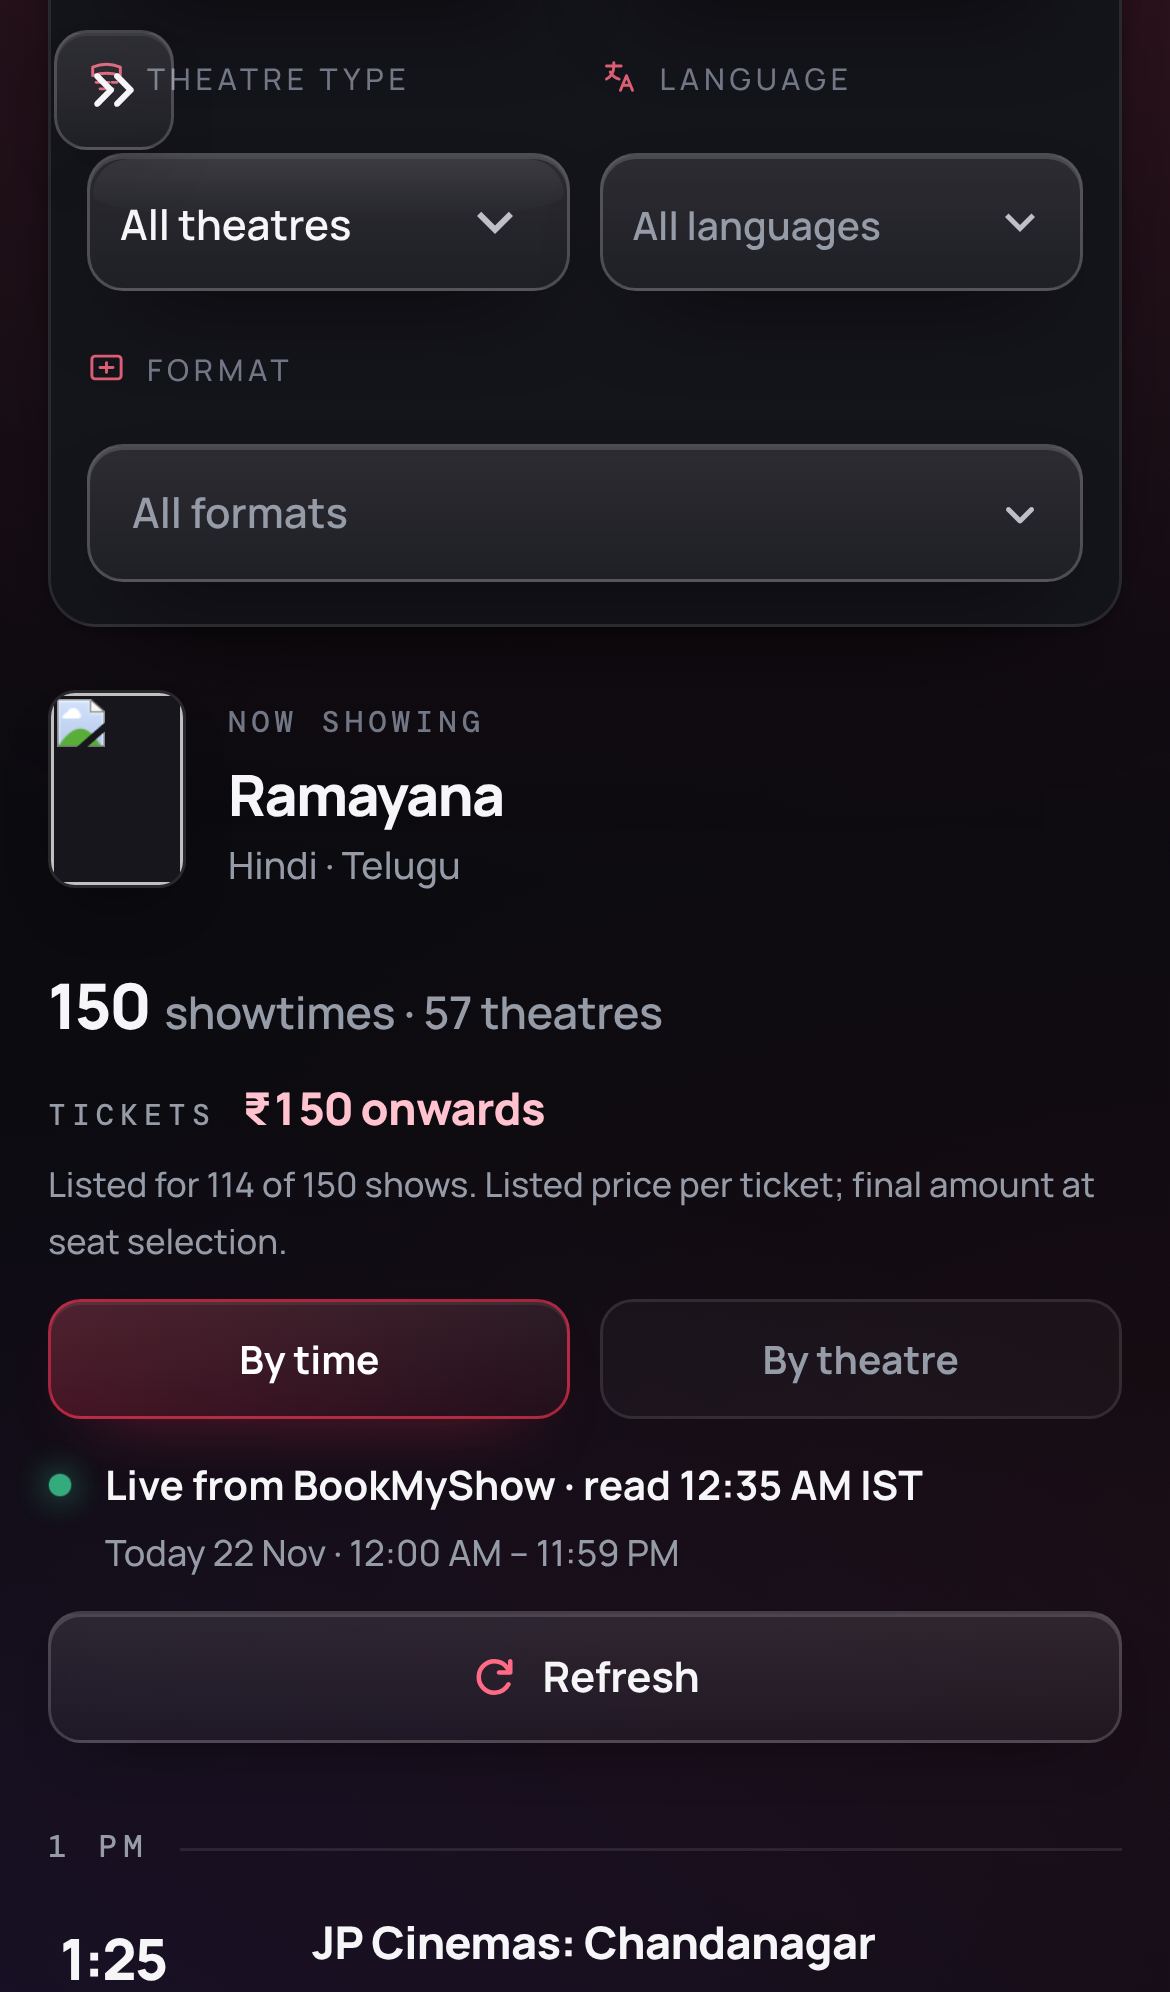 THEATRE TYPE
LANGUAGE
All theatres
All languages
FORMAT
All formats
NOW SHOWING
Ramayana
Hindi · Telugu
150 showtimes · 57 theatres
TICKETS ₹150 onwards
Listed for 114 of 150 shows. Listed price per ticket; final amount at
seat selection.
By time
By theatre
Live from BookMyShow · read 12:35 AM IST
Today 22 Nov · 12:00 AM – 11:59 PM
Refresh
1 PM
1:25
JP Cinemas: Chandanagar